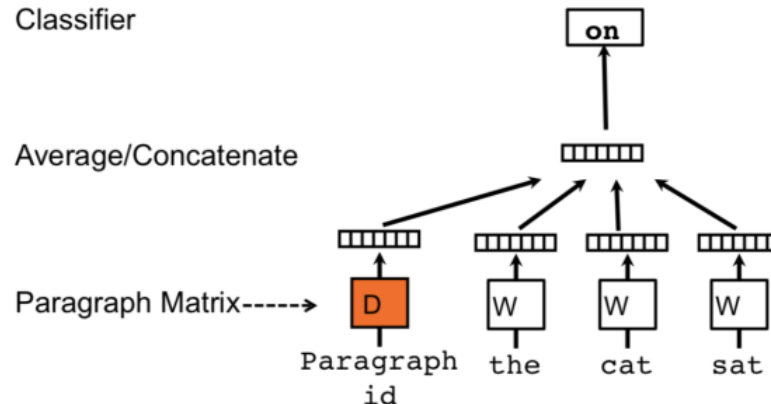 Classifier
on
Average/Concatenate
Paragraph Matrix
D
W
W
W
Paragraph
id
the
cat
sat